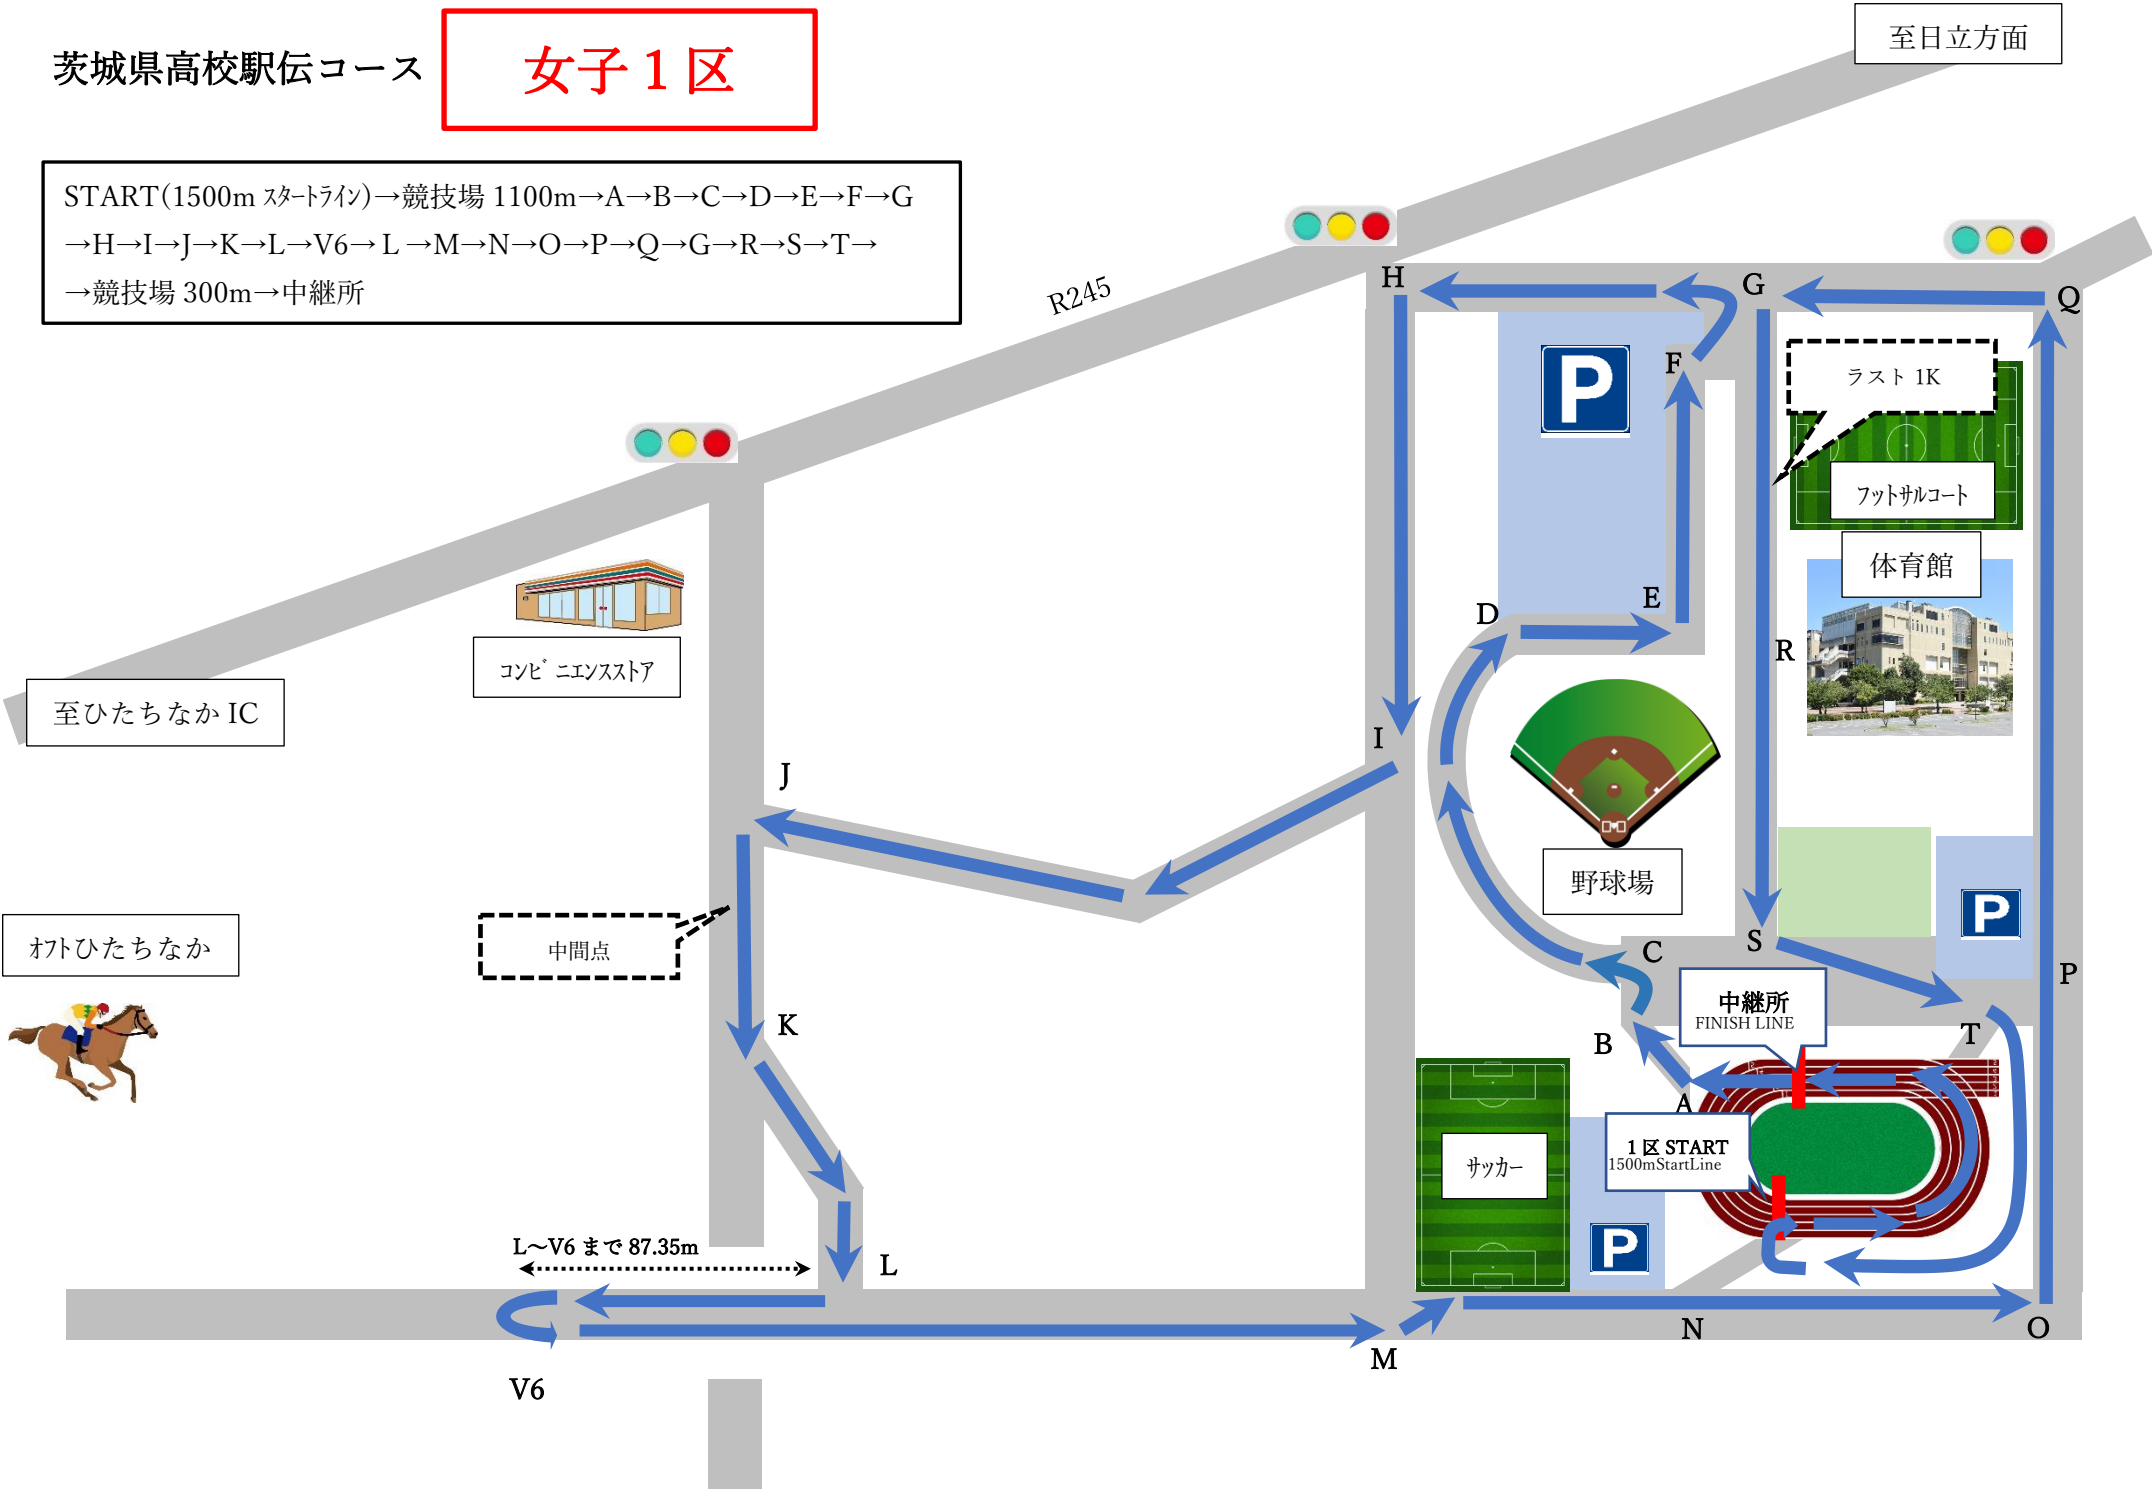 茨城県高校駅伝コース
女子1区
至日立方面
START(1500m ｽﾀｰﾄﾗｲﾝ)→競技場 1100m→A→B→C→D→E→F→G
→H→I→J→K→L→V6→ L →M→N→O→P→Q→G→R→S→T→
→競技場 300m→中継所
R245
H
G
Q
F
ラスト 1K
ﾌｯﾄｻﾙｺｰﾄ
体育館
D
E
R
ｺﾝﾋﾞﾆｴﾝｽｽﾄｱ
至ひたちなか IC
I
J
野球場
ｵﾌﾄひたちなか
中間点
C
S
P
中継所
FINISH LINE
K
B
T
A
1区 START
1500mStartLine
ｻｯｶｰ
P
P
P
L～V6 まで 87.35m
L
N
O
M
V6